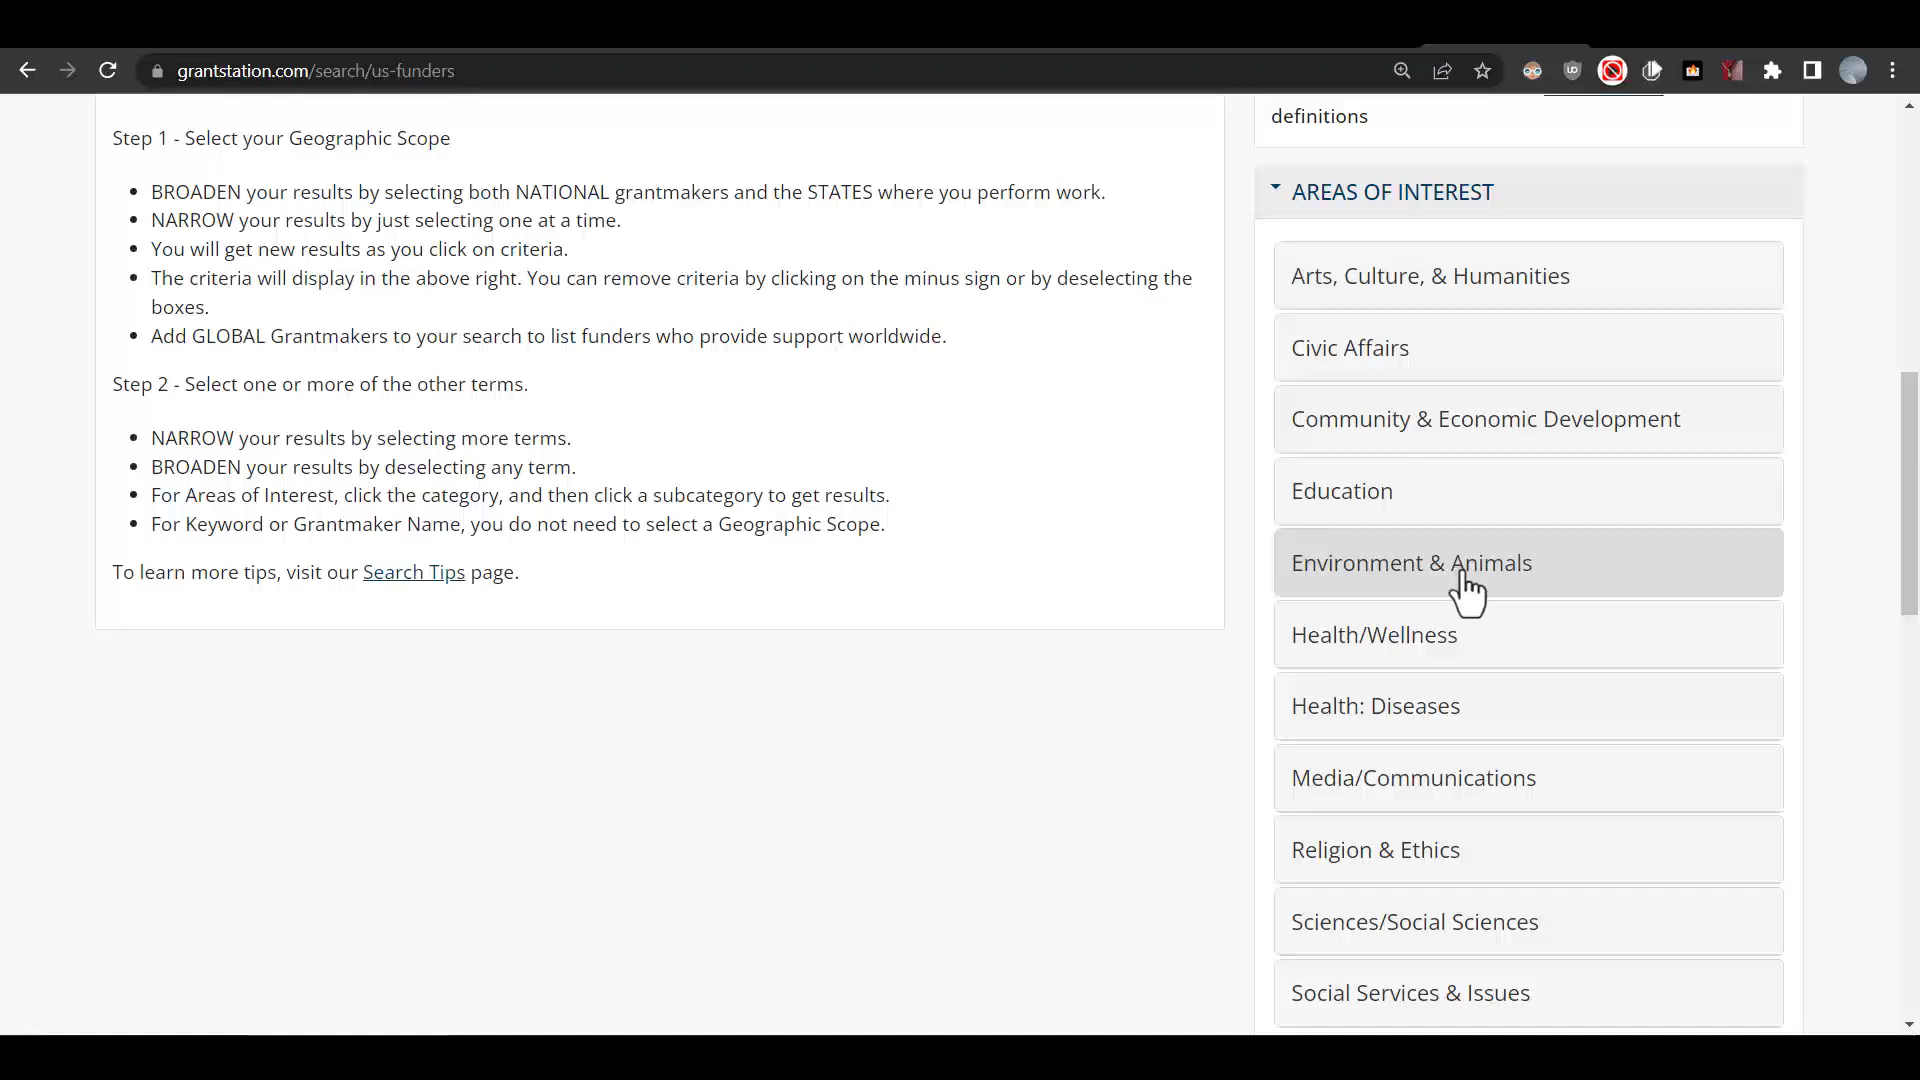 grantstation.com/search/us-funders
Step 1 - Select your Geographic Scope
BROADEN your results by selecting both NATIONAL grantmakers and the STATES where you perform work.
NARROW your results by just selecting one at a time.
You will get new results as you click on criteria.
The criteria will display in the above right. You can remove criteria by clicking on the minus sign or by deselecting the
boxes.
Add GLOBAL Grantmakers to your search to list funders who provide support worldwide.
Step 2 - Select one or more of the other terms.
NARROW your results by selecting more terms.
BROADEN your results by deselecting any term.
For Areas of Interest, click the category, and then click a subcategory to get results.
For Keyword or Grantmaker Name, you do not need to select a Geographic Scope.
To learn more tips, visit our Search Tips page.
definitions
AREAS OF INTEREST
Arts, Culture, & Humanities
Civic Affairs
Community & Economic Development
Education
Environment & Animals
Health/Wellness
Health: Diseases
Media/Communications
Religion & Ethics
Sciences/Social Sciences
Social Services & Issues